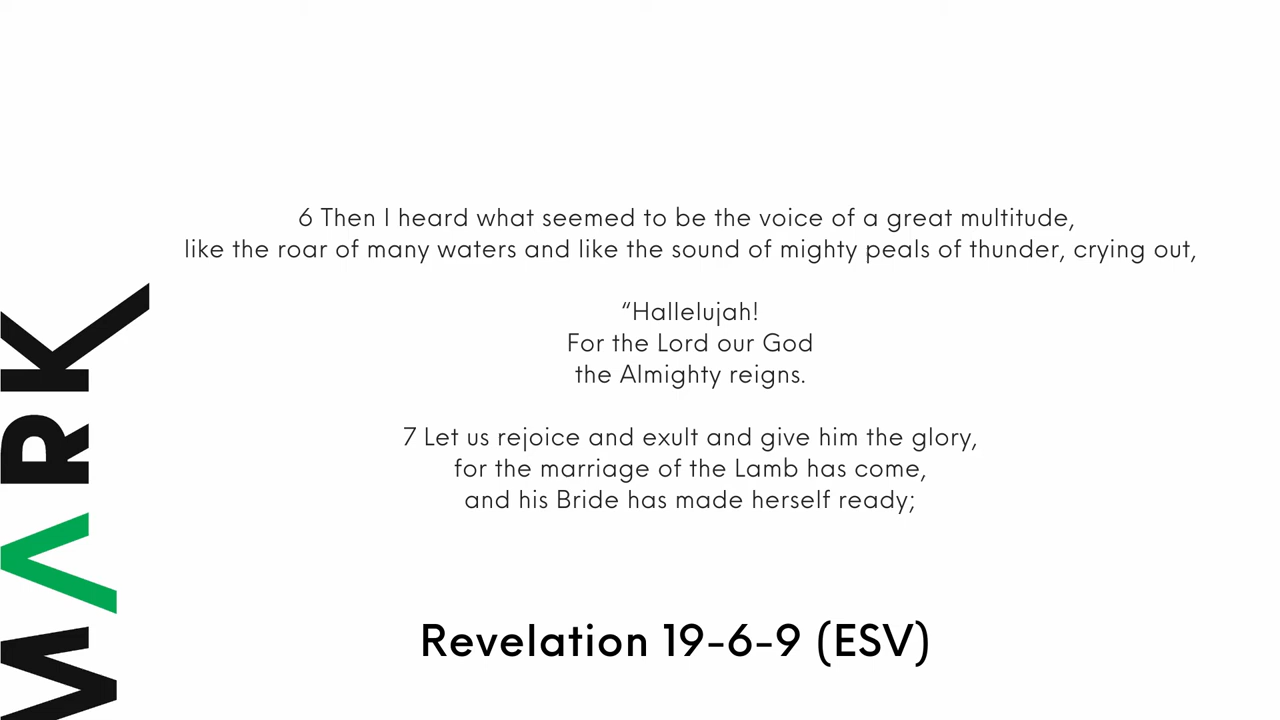 6 Then I heard what seemed to be the voice of a great multitude,
like the roar of many waters and like the sound of mighty peals of thunder, crying out,
“Hallelujah!
For the Lord our God
the Almighty reigns.
7 Let us rejoice and exult and give him the glory,
for the marriage of the Lamb has come,
and his Bride has made herself ready;
Revelation 19-6-9 (ESV)
MARK